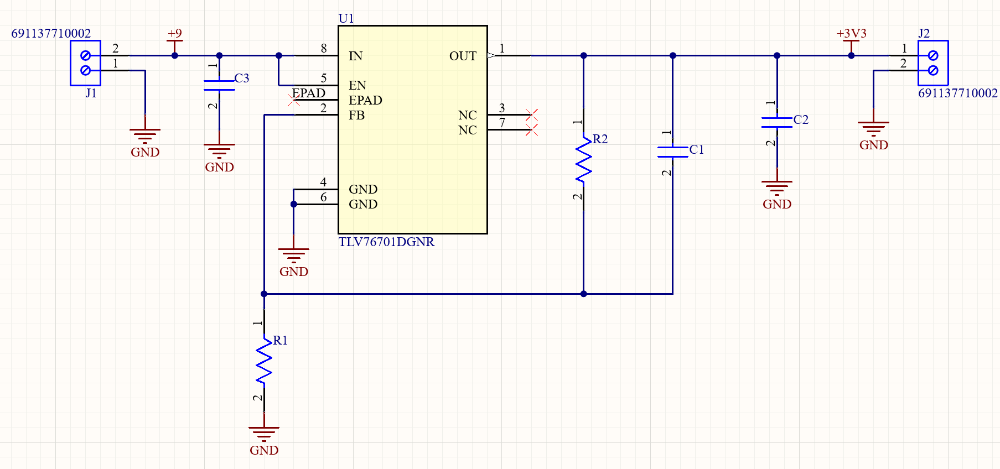 U1
691137710002
+9
+3V3
J2
2
8
IN
OUT
1
1
1
1
C3
5
EN
2
J1
691137710002
EPAD
EPAD
2
2
FB
NC
3
1
NC
7
1
C2
1
R2
2
GND
GND
C1
GND
2
GND
4
GND
2
6
GND
GND
TLV76701DGNR
GND
1
R1
2
GND